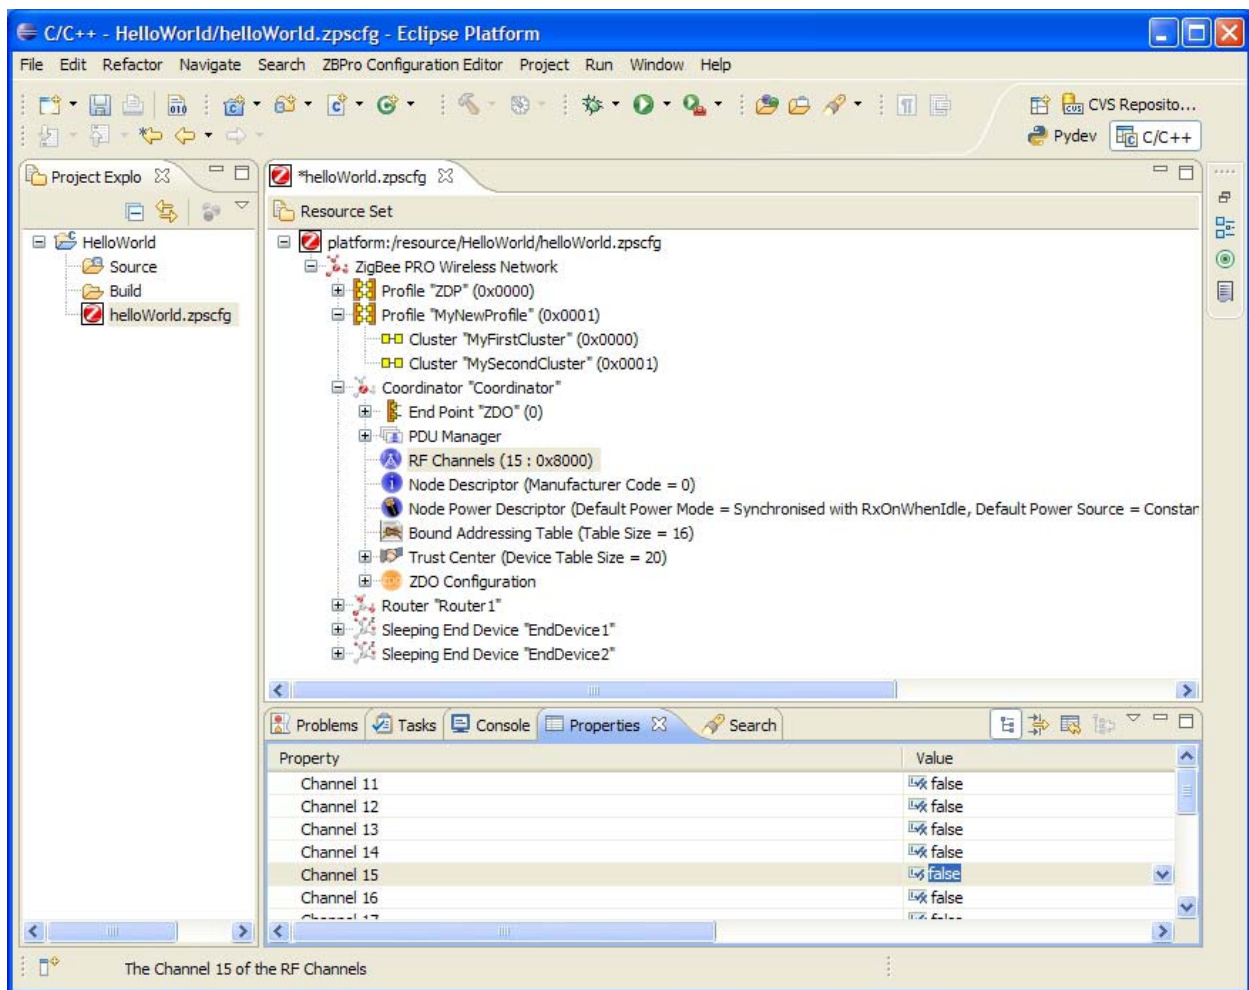 C/C++ - HelloWorld/helloWorld.zpscfg - Eclipse Platform
File Edit Refactor Navigate Search ZBPro Configuration Editor Project Run Window Help
CVS Reposito...
Pydev C/C++
Project Explo
*helloWorld.zpscfg
Resource Set
HelloWorld
Source
Build
helloWorld.zpscfg
platform:/resource/HelloWorld/helloWorld.zpscfg
ZigBee PRO Wireless Network
Profile "ZDP" (0x0000)
Profile "MyNewProfile" (0x0001)
Cluster "MyFirstCluster" (0x0000)
Cluster "MySecondCluster" (0x0001)
Coordinator "Coordinator"
End Point "ZDO" (0)
PDU Manager
RF Channels (15 : 0x8000)
Node Descriptor (Manufacturer Code = 0)
Node Power Descriptor (Default Power Mode = Synchronised with RxOnWhenIdle, Default Power Source = Constar
Bound Addressing Table (Table Size = 16)
Trust Center (Device Table Size = 20)
ZDO Configuration
Router "Router1"
Sleeping End Device "EndDevice1"
Sleeping End Device "EndDevice2"
Problems Tasks Console Properties Search
Property Value
Channel 11 false
Channel 12 false
Channel 13 false
Channel 14 false
Channel 15 false
Channel 16 false
Channel 17 false
The Channel 15 of the RF Channels